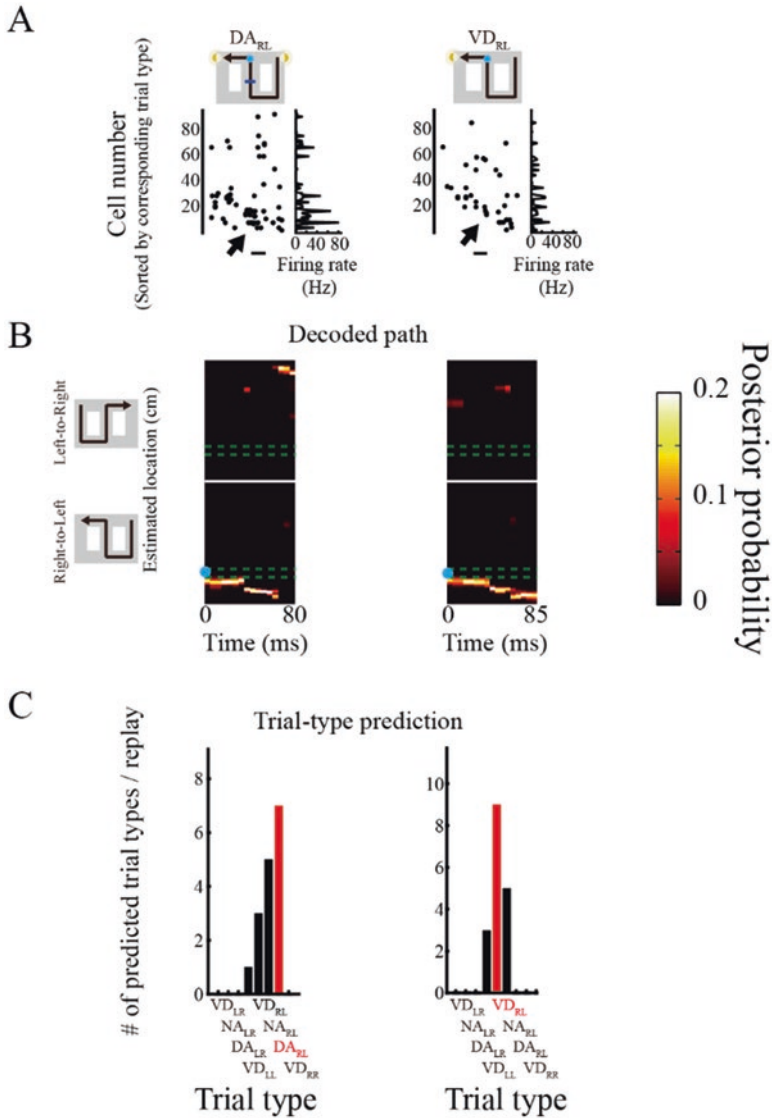 A
DA_RL VD_RL
Cell number
(Sorted by corresponding trial type)
80
60
40
20
0 40 80
Firing rate
(Hz)
80
60
40
20
0 40 80
Firing rate
(Hz)
B
Decoded path
Left-to-Right
Right-to-Left
Estimated location (cm)
0 80
Time (ms)
0 85
Time (ms)
0.2
0.1
0
Posterior probability
C
Trial-type prediction
# of predicted trial types / replay
8
6
4
2
0
10
8
6
4
2
0
VD_LR VD_RL
NA_LR NA_RL
DA_LR DA_RL
VD_LL VD_RR
Trial type
VD_LR VD_RL
NA_LR NA_RL
DA_LR DA_RL
VD_LL VD_RR
Trial type